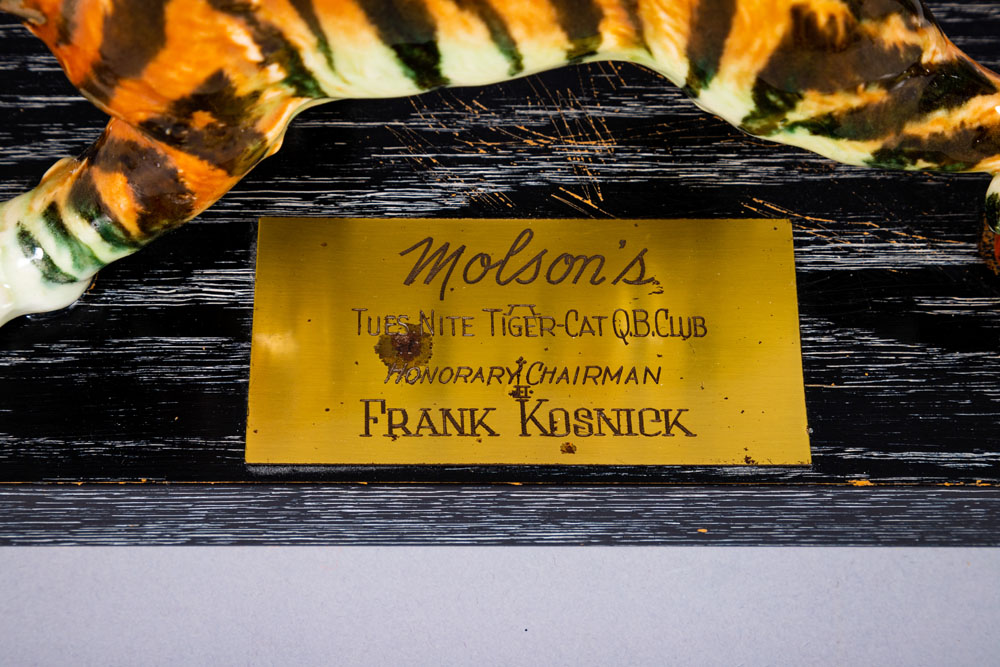 Molson's
Tues Nite Tiger-Cat Q.B. Club
Honorary Chairman
Frank Kosnick